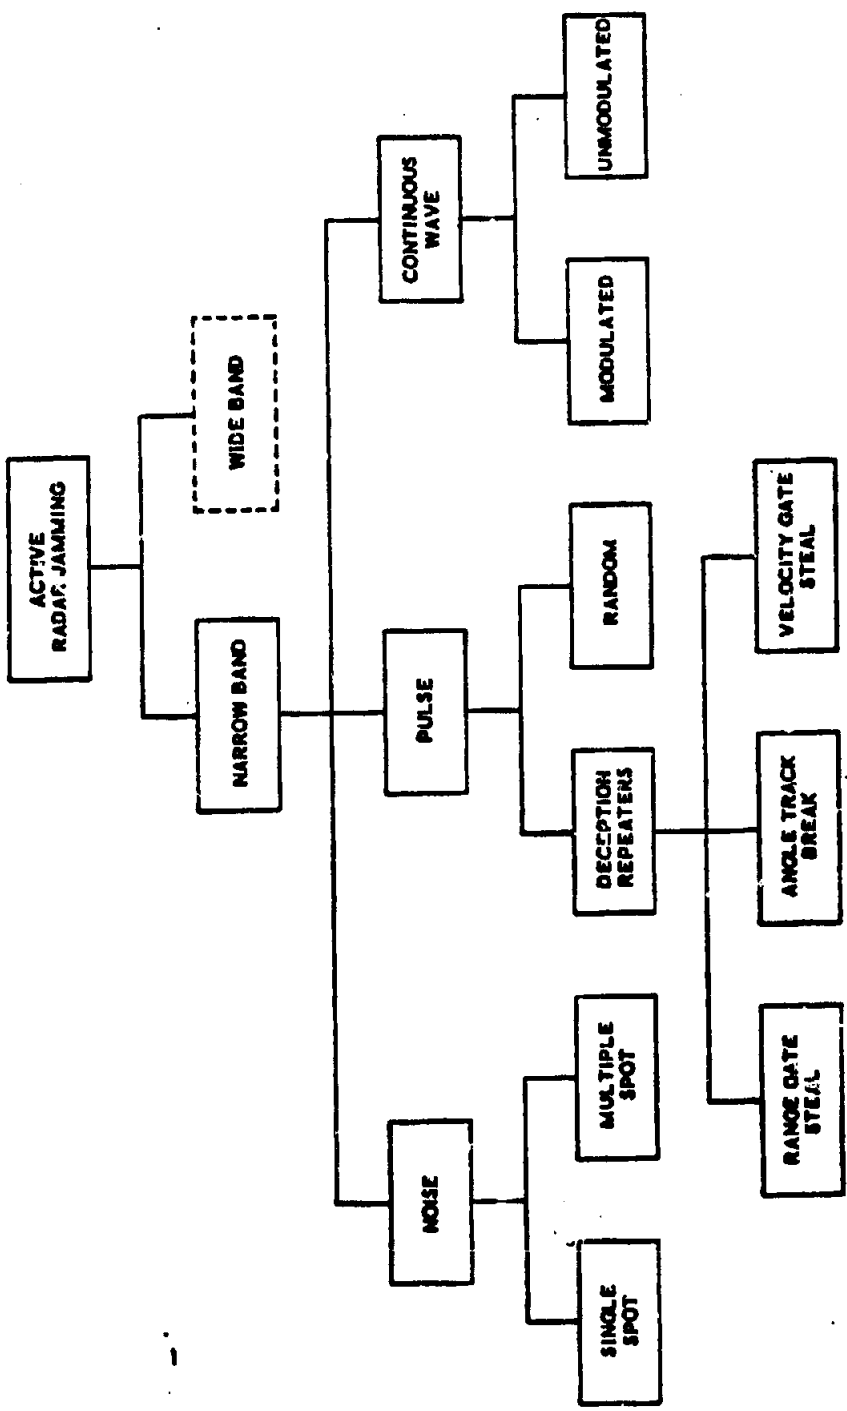 ACTIVE
RADAR JAMMING
NARROW BAND
WIDE BAND
NOISE
PULSE
CONTINUOUS
WAVE
SINGLE
SPOT
MULTIPLE
SPOT
DECEPTION
REPEATERS
RANDOM
MODULATED
UNMODULATED
RANGE GATE
STEAL
ANGLE TRACK
BREAK
VELOCITY GATE
STEAL